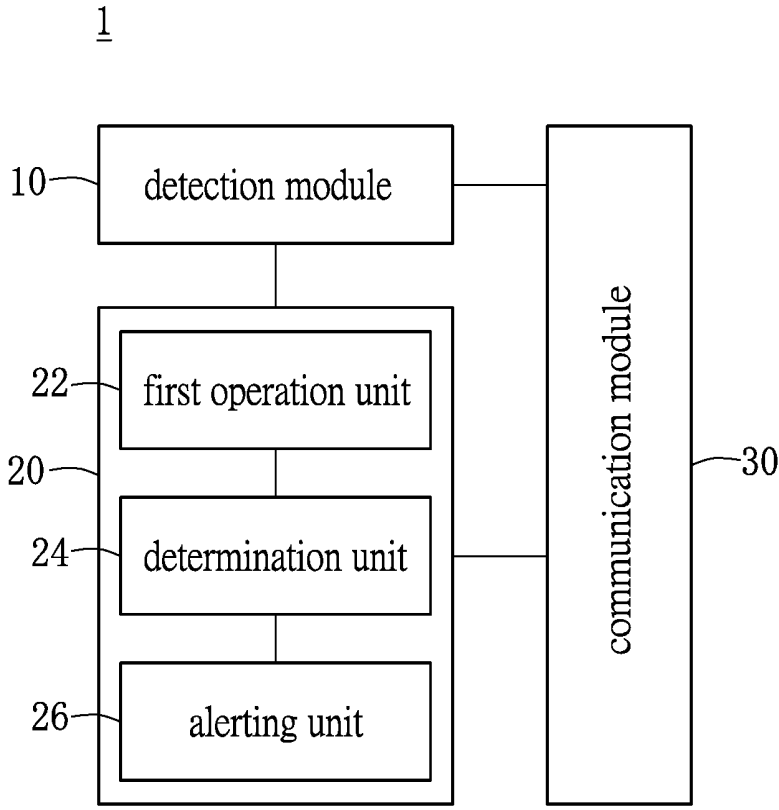 1
10
detection module
22
first operation unit
20
24
determination unit
26
alerting unit
communication module
30